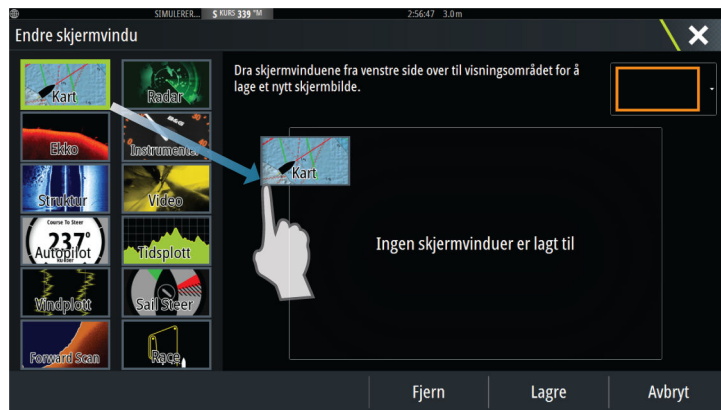 SIMULERER... S KURS 339 °M 2:56:47 3.0 m
Endre skjermvindu
Dra skjermvinduene fra venstre side over til visningsområdet for å
lage et nytt skjermbilde.
Kart
Radar
Ekko
Instrumenter
Struktur
Video
Course To Steer
237°
Autopilot
Tidsplott
Vindplott
Sail Steer
Forward Scan
Race
Kart
Ingen skjermvinduer er lagt til
Fjern
Lagre
Avbryt